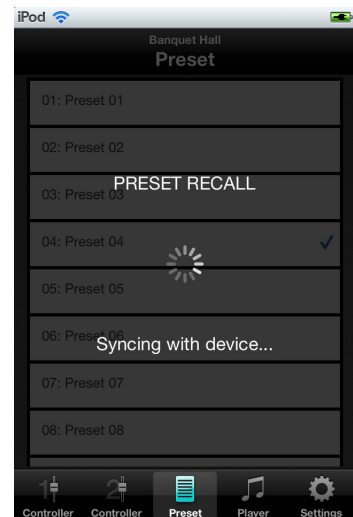 iPod
Banquet Hall
Preset
01: Preset 01
02: Preset 02
PRESET RECALL
03: Preset 03
04: Preset 04
05: Preset 05
06: Preset 06
Syncing with device...
07: Preset 07
08: Preset 08
1 2
Controller Controller Preset Player Settings